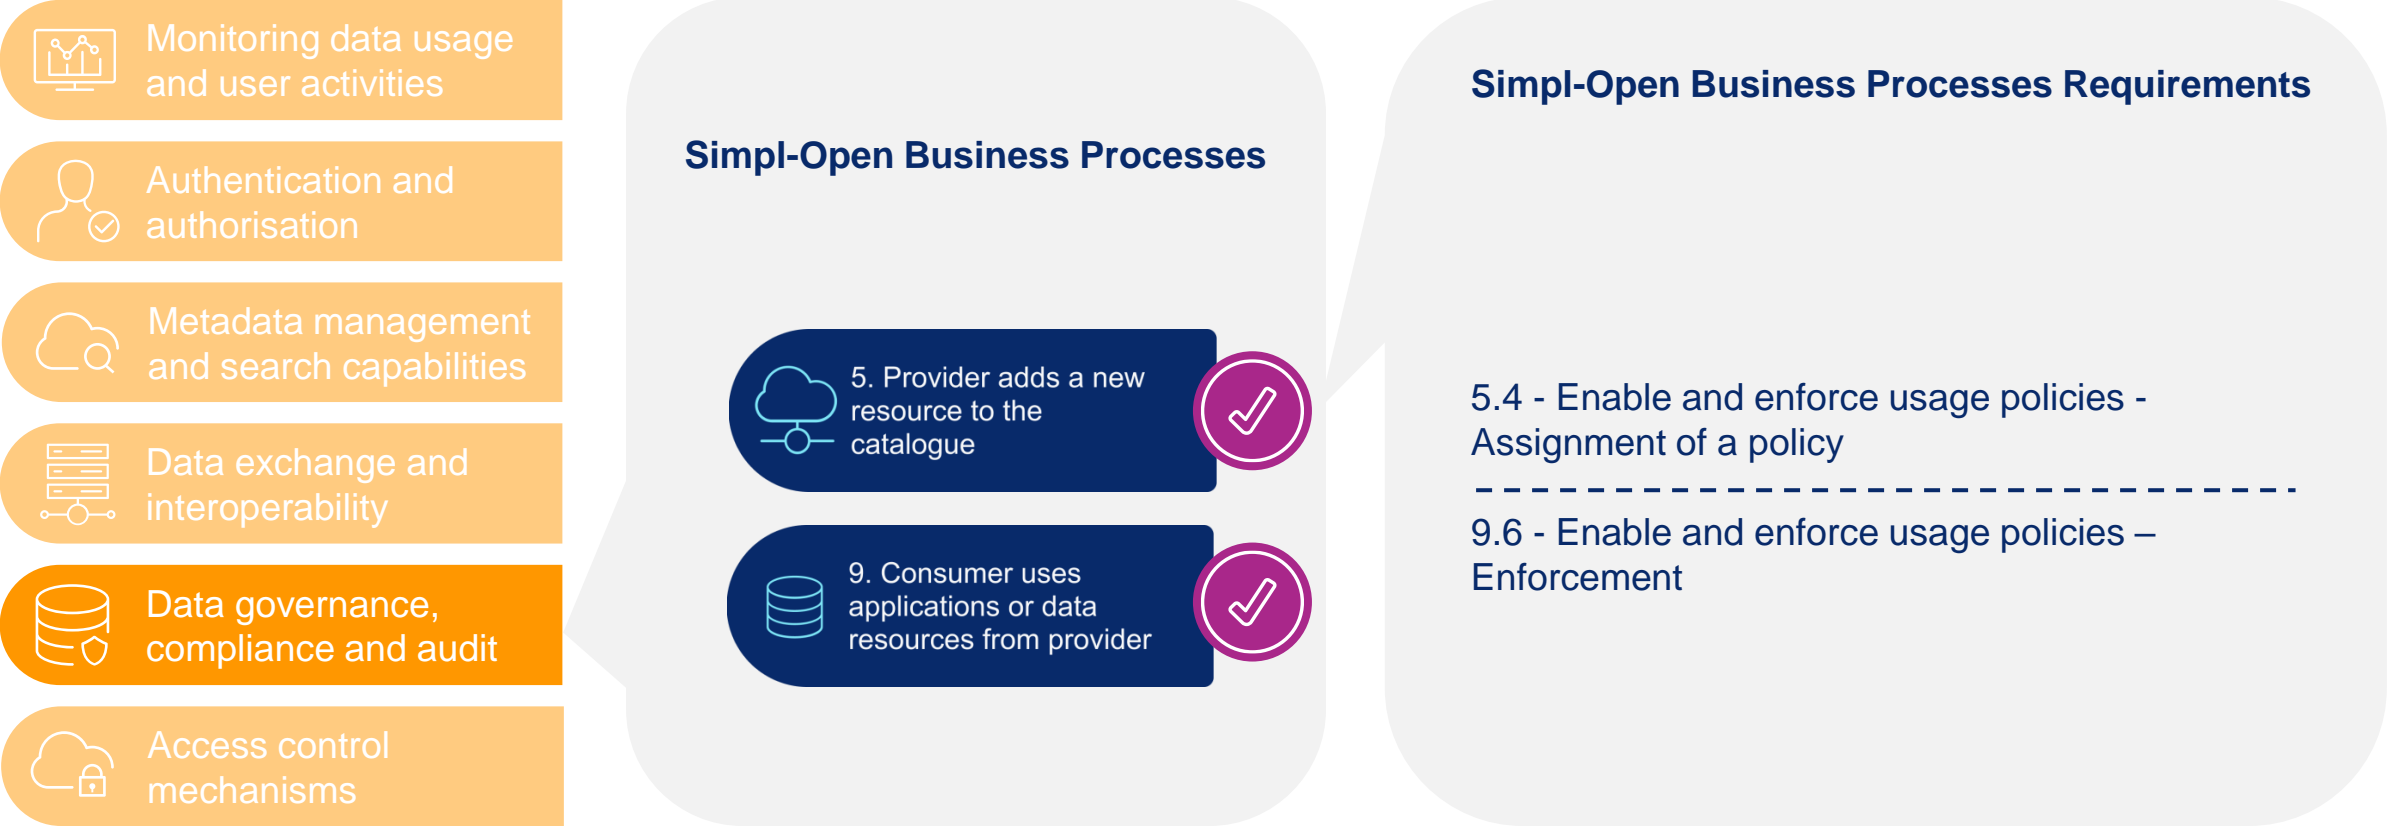 Monitoring data usage
and user activities
Authentication and
authorisation
Metadata management
and search capabilities
Data exchange and
interoperability
Data governance,
compliance and audit
Access control
mechanisms
Simpl-Open Business Processes
5. Provider adds a new
resource to the
catalogue
9. Consumer uses
applications or data
resources from provider
Simpl-Open Business Processes Requirements
5.4 - Enable and enforce usage policies -
Assignment of a policy
9.6 - Enable and enforce usage policies –
Enforcement